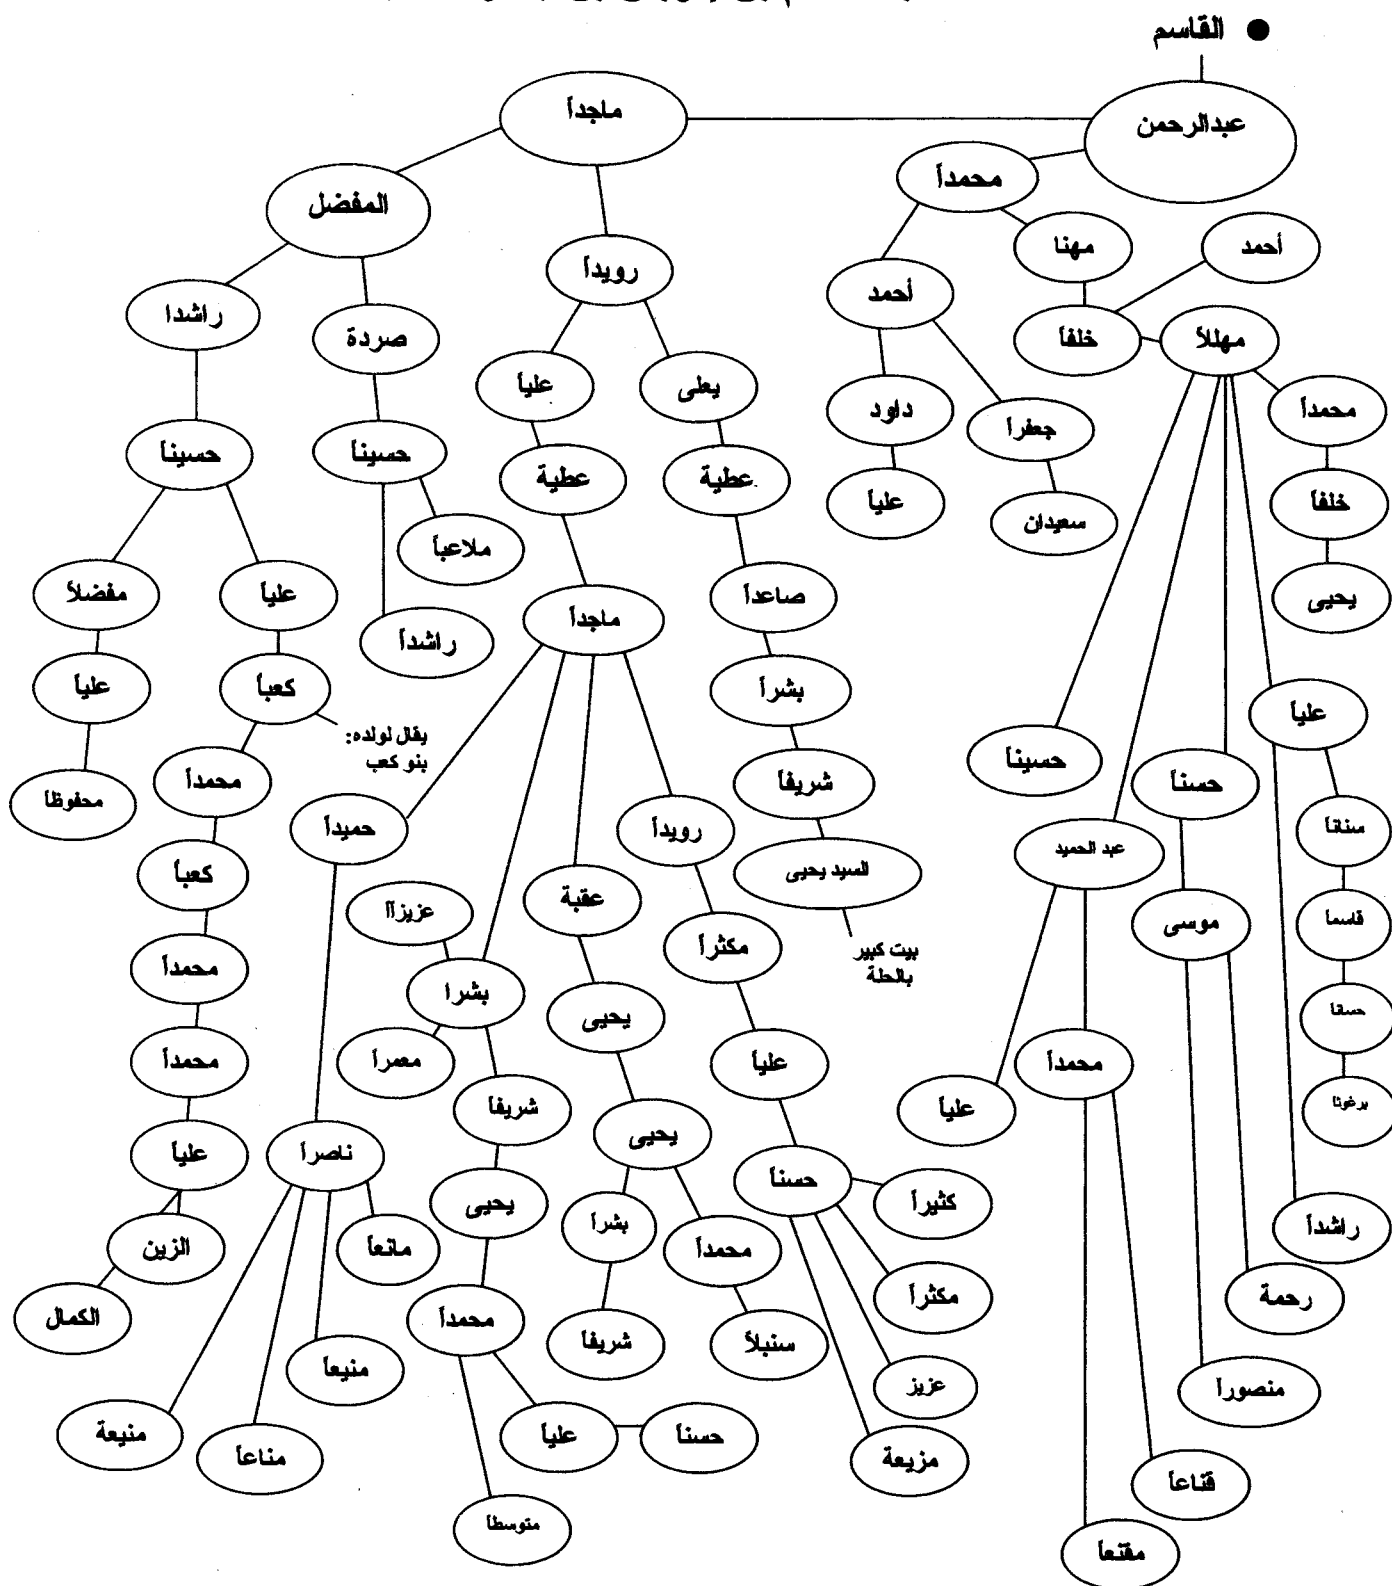 ● القاسم
عبدالرحمن
ماجداً
محمداً
المفضل
مهنا
أحمد
رويداً
أحمد
راشدا
صردة
خلفاً
مهللاً
علياً
يعلى
داود
جعفرا
محمداً
حسينا
حسينا
عطية
عطية
علياً
سعيدان
خلفاً
ملاعباً
مفضلاً
علياً
راشداً
ماجداً
صاعداً
يحيى
علياً
كعباً
يقال لولده:
بنو كعب
بشراً
علياً
محفوظا
محمداً
حميداً
رويداً
شريفاً
حسينا
حسنا
سنانا
كعباً
عزيزاا
عقبة
السيد يحيى
عبد الحميد
محمداً
بشرا
مكثراً
بيت كبير
بالحلة
موسى
قاسما
يحيى
حسانا
محمداً
معمراً
علياً
محمداً
علياً
برغوثا
علياً
ناصرا
شريفاً
يحيى
حسنا
كثيراً
الزين
مانعاً
يحيى
بشرا
محمداً
راشداً
الكمال
منيعاً
محمداً
شريفاً
سنبلاً
مكثراً
رحمة
عزيز
منصورا
منيعة
مناعاً
علياً
حسنا
مزيعة
قناعاً
متوسطا
مقنعاً